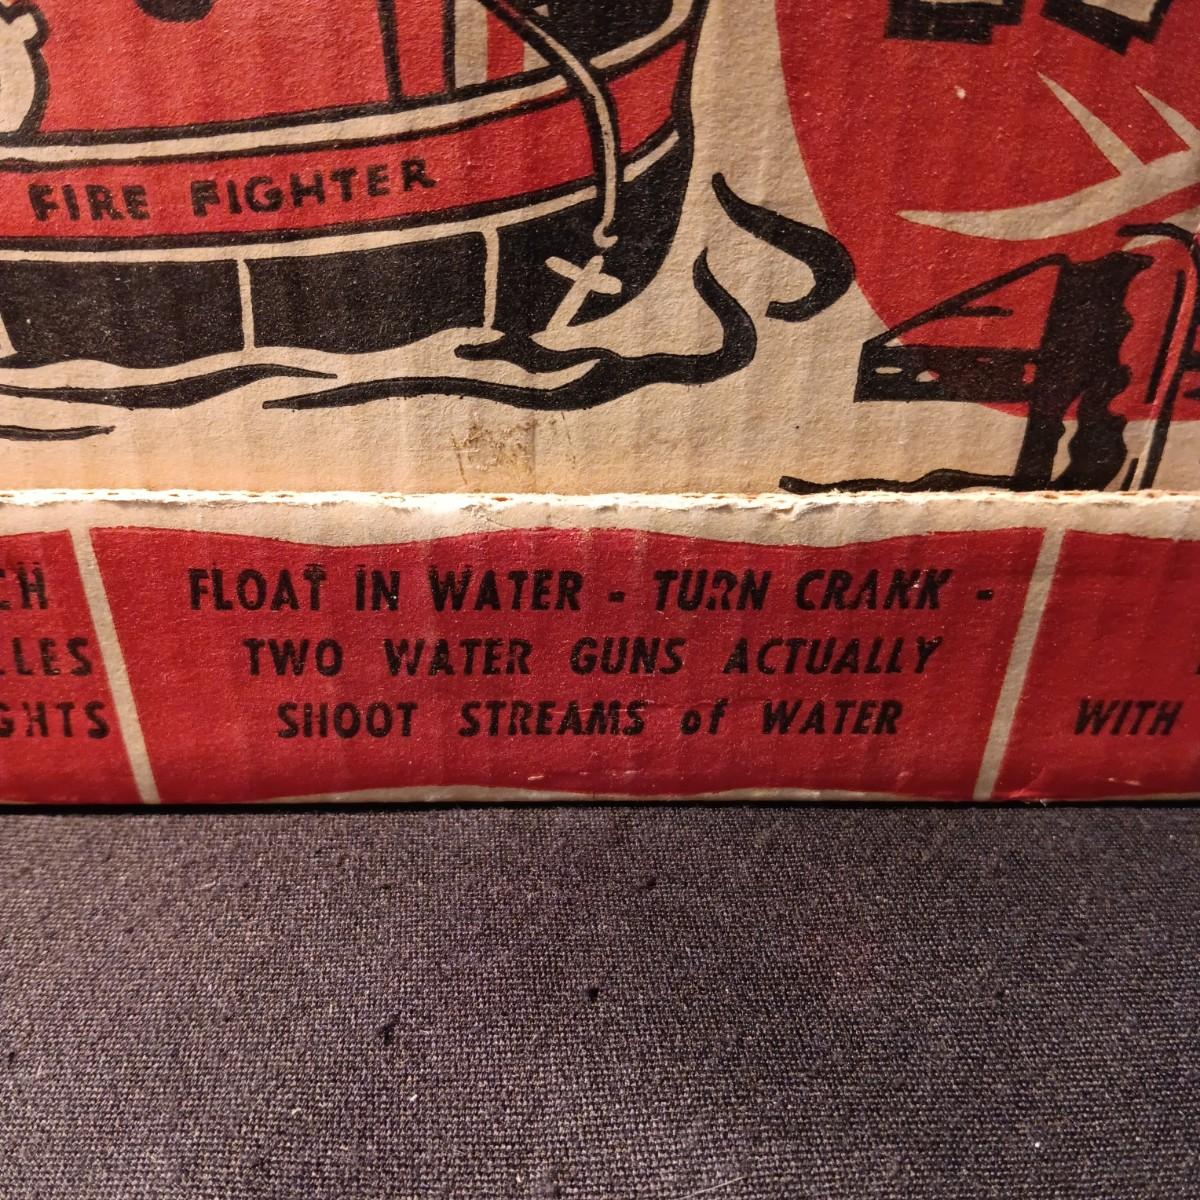 FIRE FIGHTER
FLOAT IN WATER - TURN CRANK -
TWO WATER GUNS ACTUALLY
SHOOT STREAMS of WATER
WITH